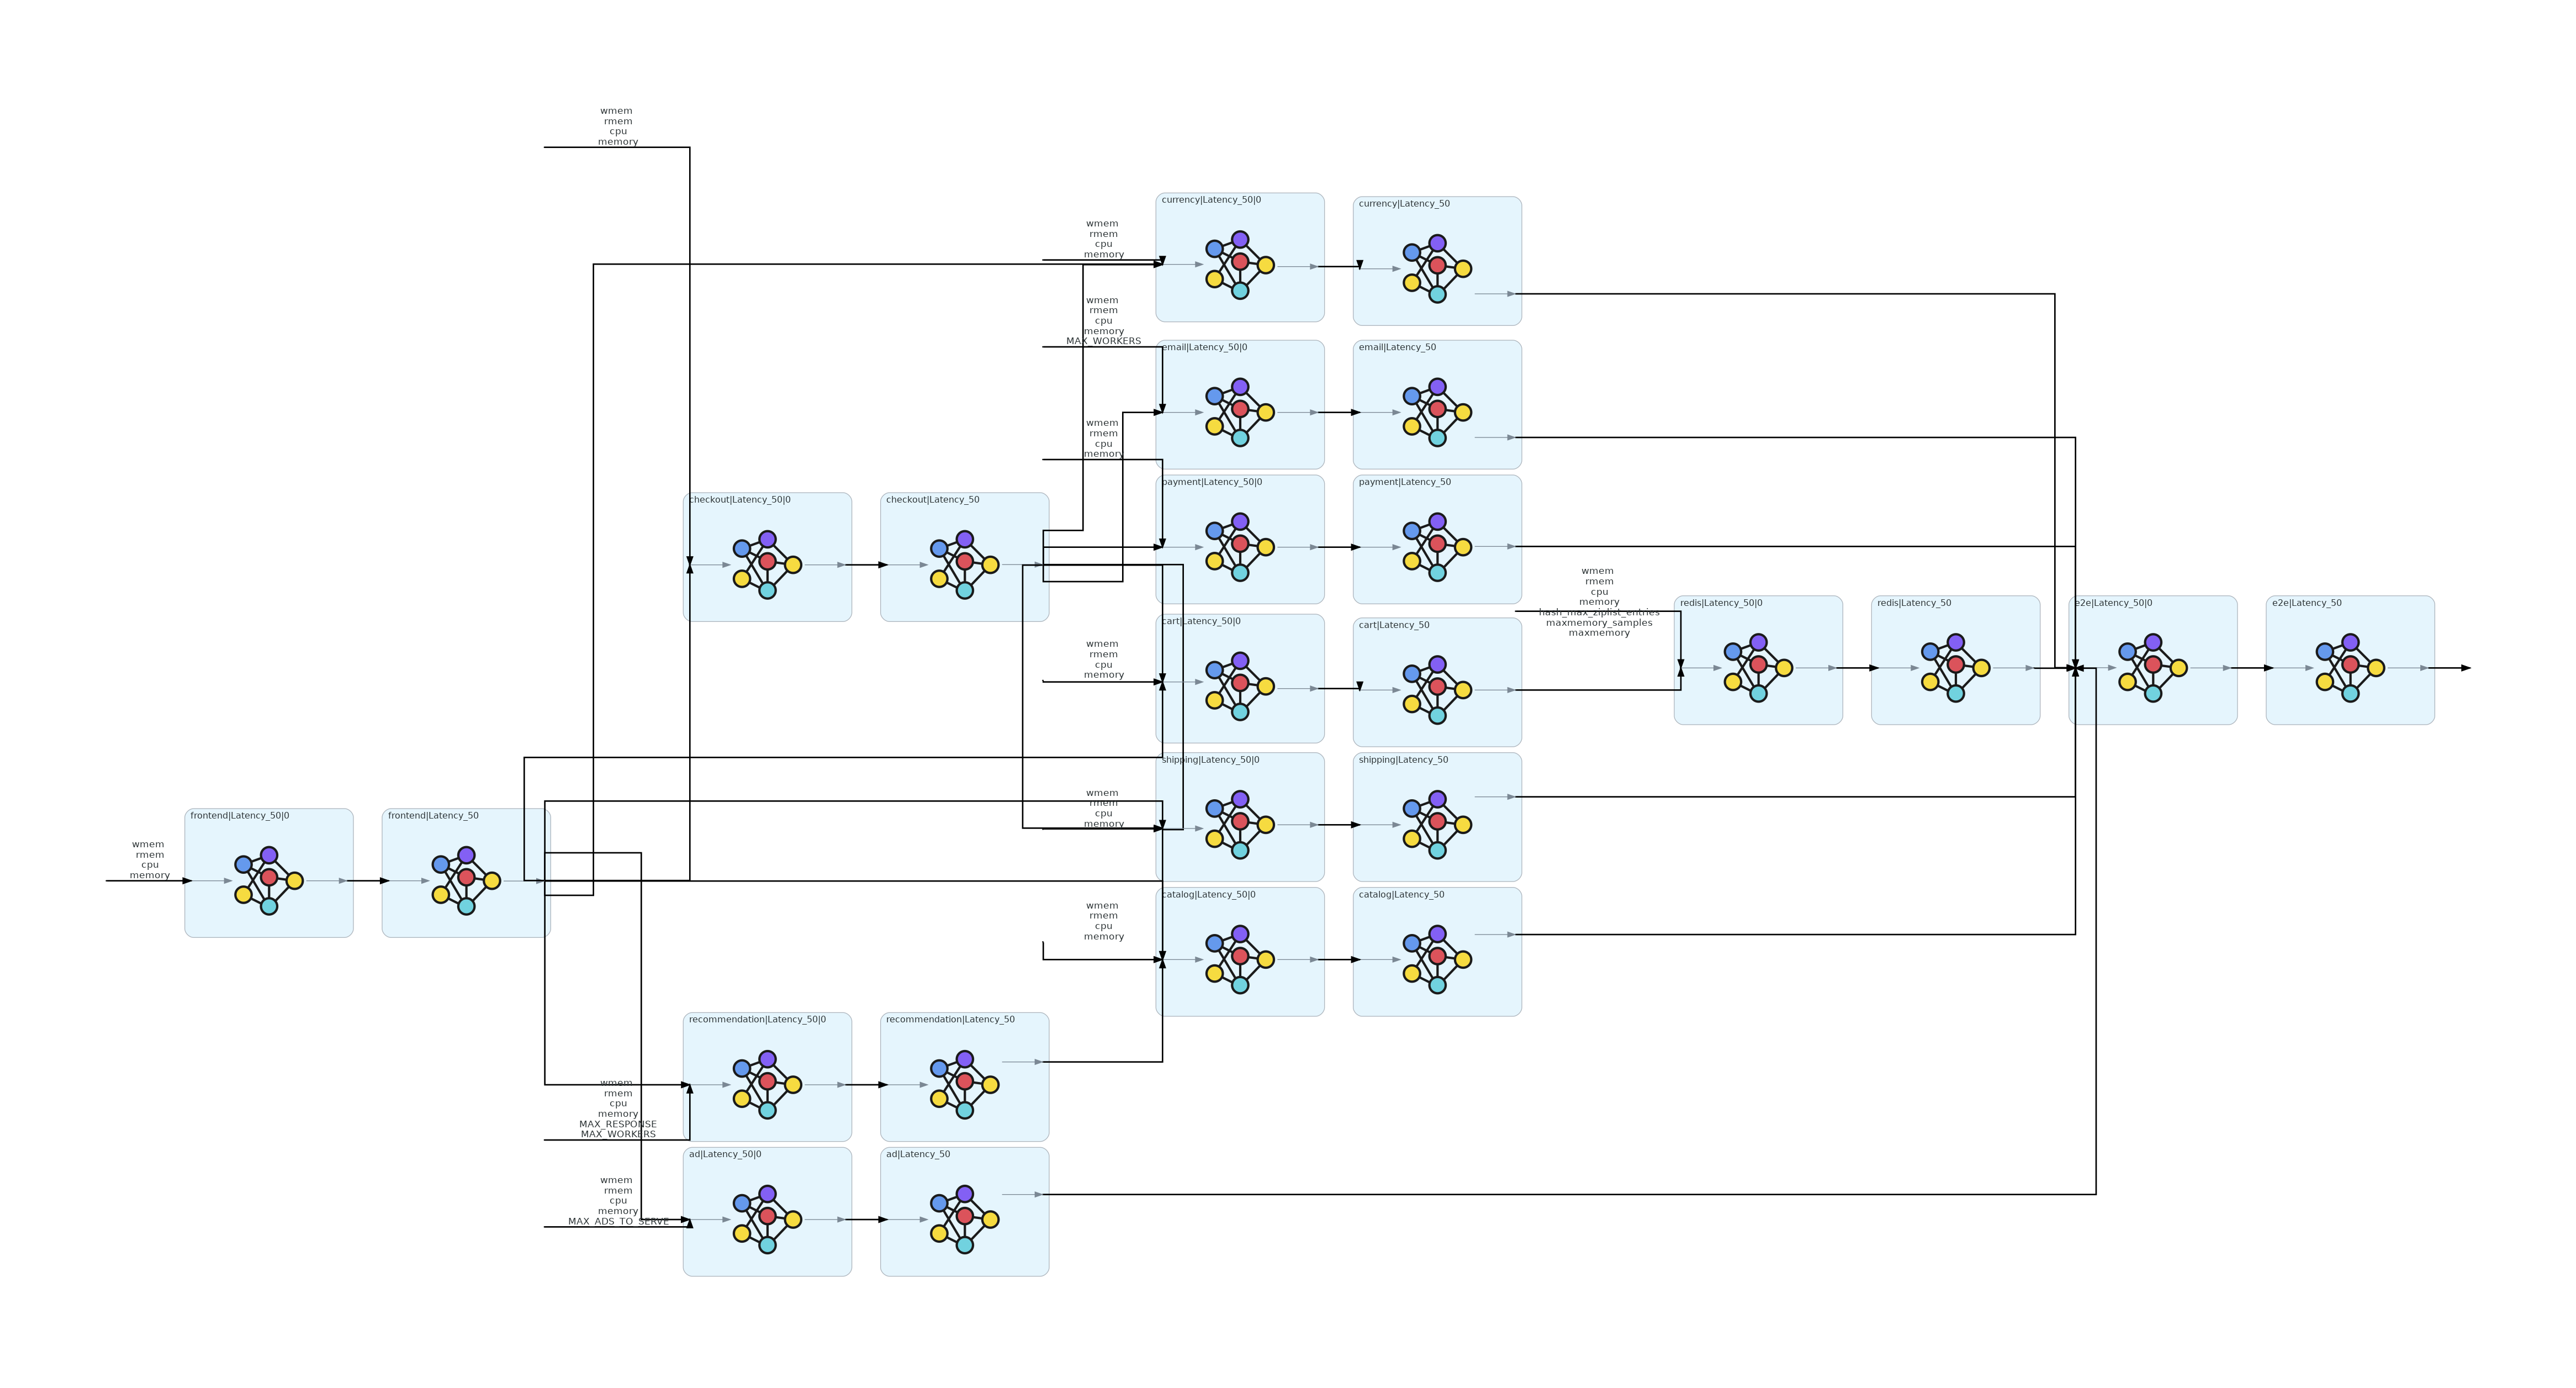 wmem
rmem
cpu
memory
currency|Latency_50|0
currency|Latency_50
wmem
rmem
cpu
memory
wmem
rmem
cpu
memory
MAX_WORKERS
email|Latency_50|0
email|Latency_50
wmem
rmem
cpu
memory
payment|Latency_50|0
payment|Latency_50
checkout|Latency_50|0
checkout|Latency_50
wmem
rmem
cpu
memory
hash_max_ziplist_entries
maxmemory_samples
maxmemory
redis|Latency_50|0
redis|Latency_50
e2e|Latency_50|0
e2e|Latency_50
cart|Latency_50|0
cart|Latency_50
wmem
rmem
cpu
memory
shipping|Latency_50|0
shipping|Latency_50
wmem
rmem
cpu
memory
frontend|Latency_50|0
frontend|Latency_50
wmem
rmem
cpu
memory
catalog|Latency_50|0
catalog|Latency_50
wmem
rmem
cpu
memory
recommendation|Latency_50|0
recommendation|Latency_50
wmem
rmem
cpu
memory
MAX_RESPONSE
MAX_WORKERS
ad|Latency_50|0
ad|Latency_50
wmem
rmem
cpu
memory
MAX_ADS_TO_SERVE